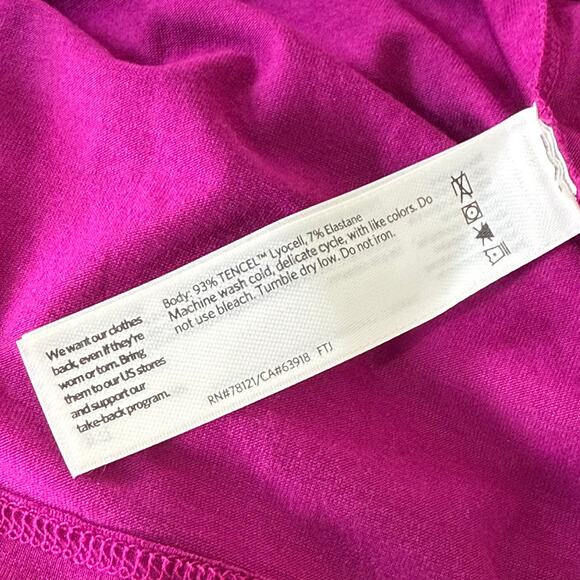 Body: 93% TENCEL™ Lyocell, 7% Elastane
Machine wash cold, delicate cycle, with like colors. Do
not use bleach. Tumble dry low. Do not iron.
RN#78121/CA#63918 FTJ
We want our clothes
back, even if they're
worn or torn. Bring
them to our US stores
and support our
take-back program.